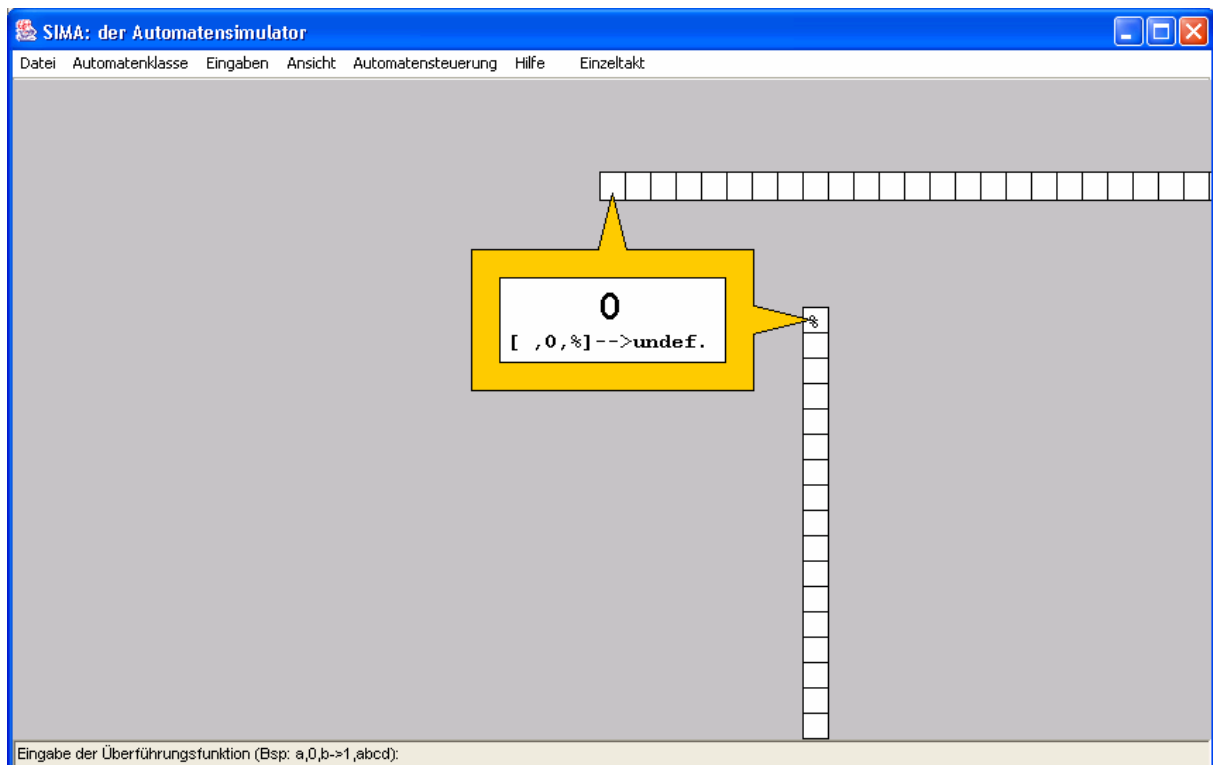 SIMA: der Automatensimulator
Datei Automatenklasse Eingaben Ansicht Automatensteuerung Hilfe Einzeltakt
0
[ ,0,%]-->undef.
%
Eingabe der Überführungsfunktion (Bsp: a,0,b->1,abcd):